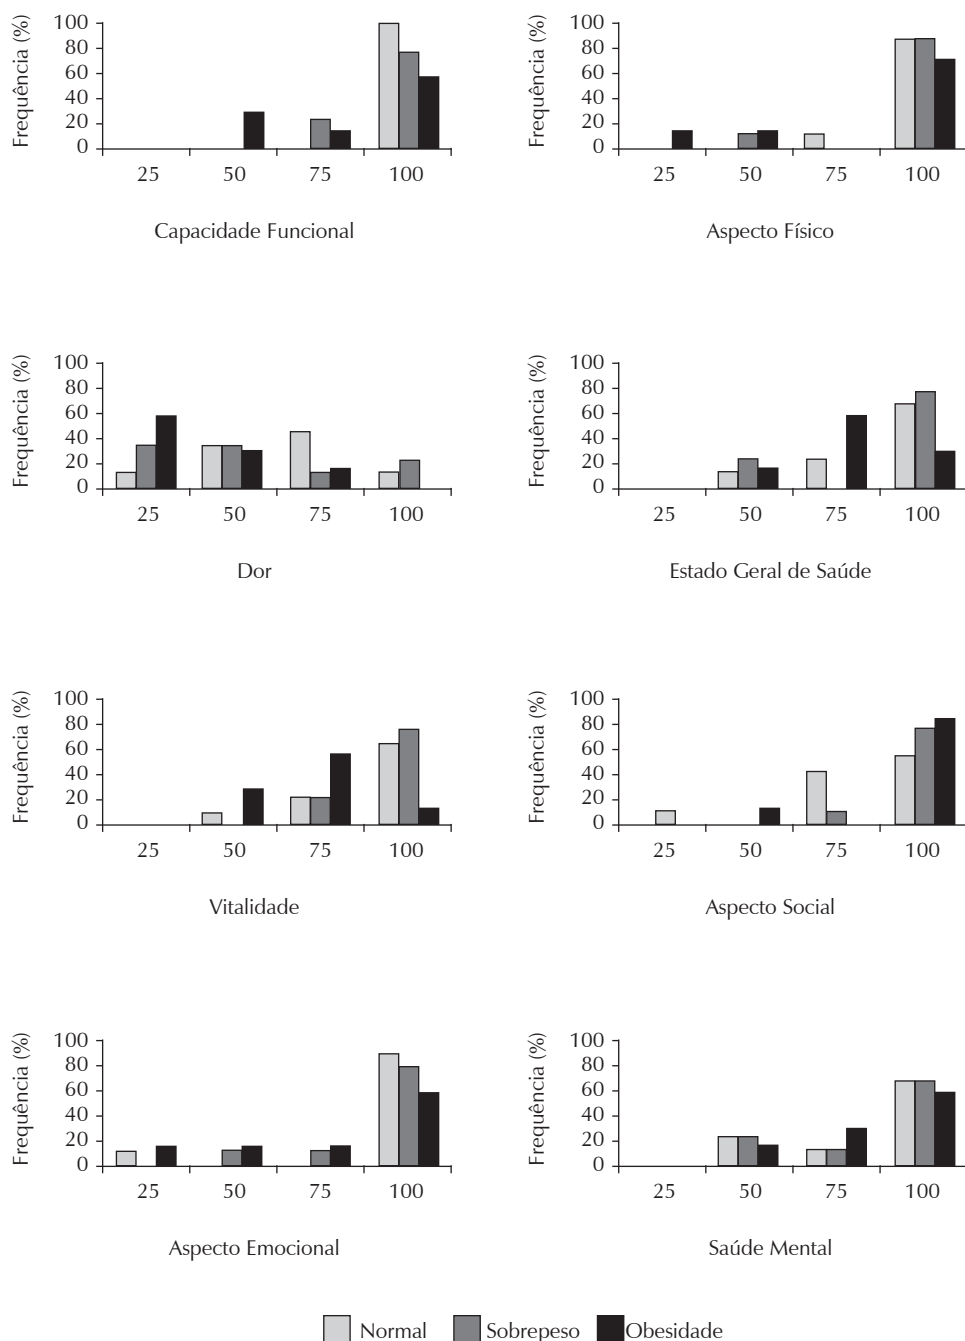 Frequência (%)
100
80
60
40
20
0
25 50 75 100
Capacidade Funcional
Frequência (%)
100
80
60
40
20
0
25 50 75 100
Aspecto Físico
Frequência (%)
100
80
60
40
20
0
25 50 75 100
Dor
Frequência (%)
100
80
60
40
20
0
25 50 75 100
Estado Geral de Saúde
Frequência (%)
100
80
60
40
20
0
25 50 75 100
Vitalidade
Frequência (%)
100
80
60
40
20
0
25 50 75 100
Aspecto Social
Frequência (%)
100
80
60
40
20
0
25 50 75 100
Aspecto Emocional
Frequência (%)
100
80
60
40
20
0
25 50 75 100
Saúde Mental
Normal Sobrepeso Obesidade